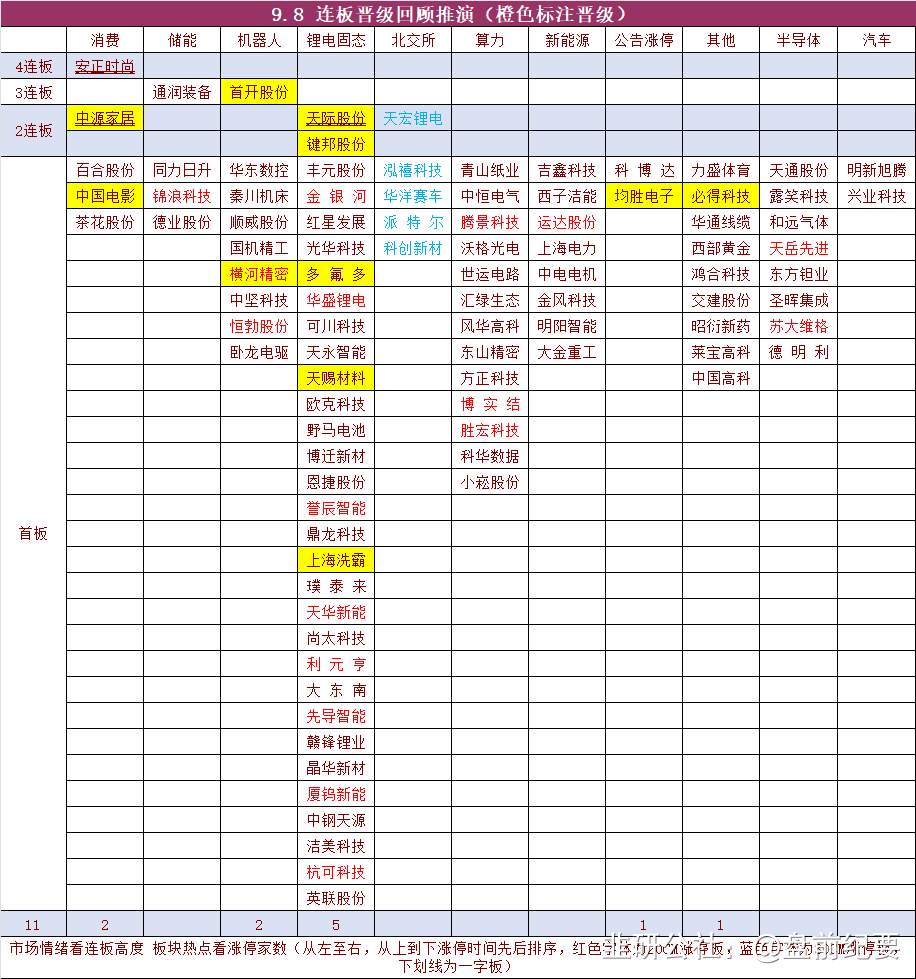 9.8 连板晋级回顾推演（橙色标注晋级）
消费 储能 机器人 锂电固态 北交所 算力 新能源 公告涨停 其他 半导体 汽车
4连板 安正时尚
3连板 通润装备 首开股份
2连板 中源家居 天际股份 天宏锂电
键邦股份
首板 百合股份 同力日升 华东数控 丰元股份 泓禧科技 青山纸业 吉鑫科技 科博达 力盛体育 天通股份 明新旭腾
中国电影 锦浪科技 秦川机床 金银河 华洋赛车 中恒电气 西子洁能 均胜电子 必得科技 露笑科技 兴业科技
茶花股份 德业股份 顺威股份 红星发展 派特尔 腾景科技 运达股份 华通线缆 和远气体
国机精工 光华科技 科创新材 沃格光电 上海电力 西部黄金 天岳先进
横河精密 多氟多 世运电路 中电电机 鸿合科技 东方钽业
中坚科技 华盛锂电 汇绿生态 金风科技 交建股份 圣晖集成
恒勃股份 可川科技 风华高科 明阳智能 昭衍新药 苏大维格
卧龙电驱 天永智能 东山精密 大金重工 莱宝高科 德明利
天赐材料 方正科技 中国高科
欧克科技 博实结
野马电池 胜宏科技
博迁新材 科华数据
恩捷股份 小崧股份
誉辰智能
鼎龙科技
上海洗霸
璞泰来
天华新能
尚太科技
利元亨
大东南
先导智能
赣锋锂业
晶华新材
厦钨新能
中钢天源
洁美科技
杭可科技
英联股份
11 2 2 5 1 1
市场情绪看连板高度 板块热点看涨停家数（从左至右，从上到下涨停时间先后排序，红色字体为20CM涨停板，蓝色
下划线为一字板）
韭研公社：@盘前纪要